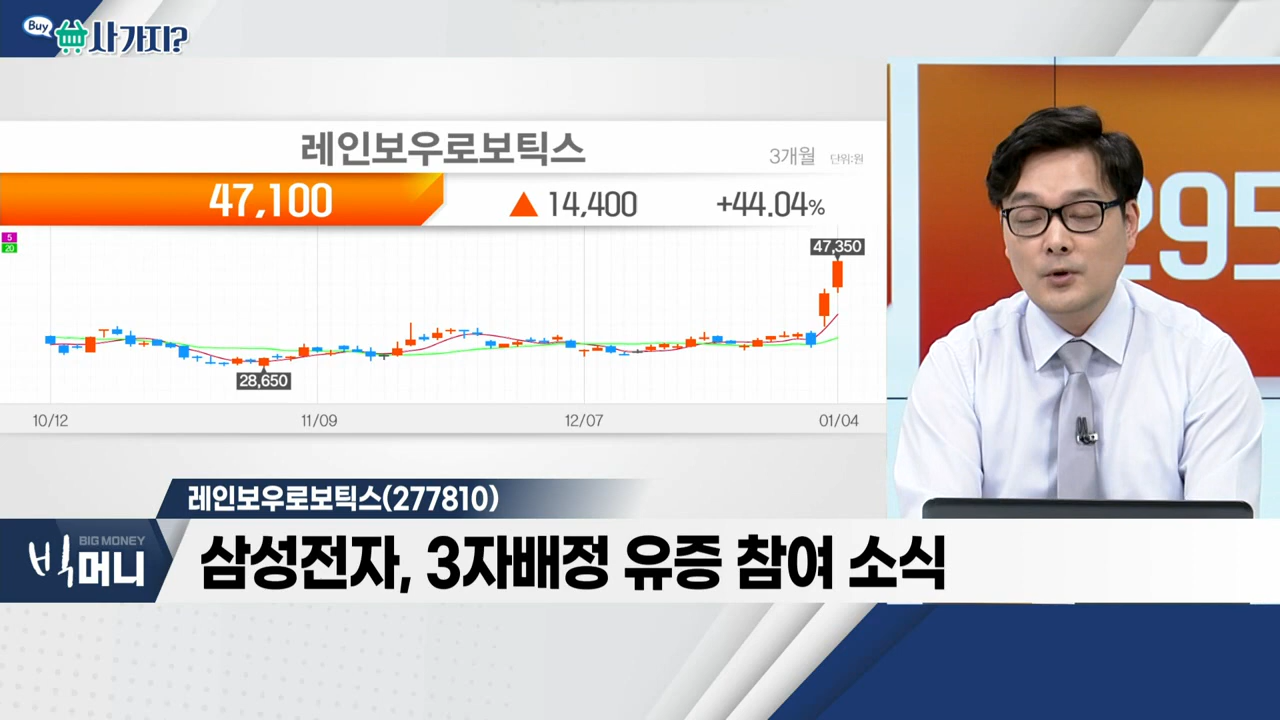 Buy
사가지?
레인보우로보틱스
3개월 단위:원
47,100 ▲ 14,400 +44.04%
5
20
47,350
28,650
10/12 11/09 12/07 01/04
295
레인보우로보틱스(277810)
BIG MONEY
빅머니
삼성전자, 3자배정 유증 참여 소식